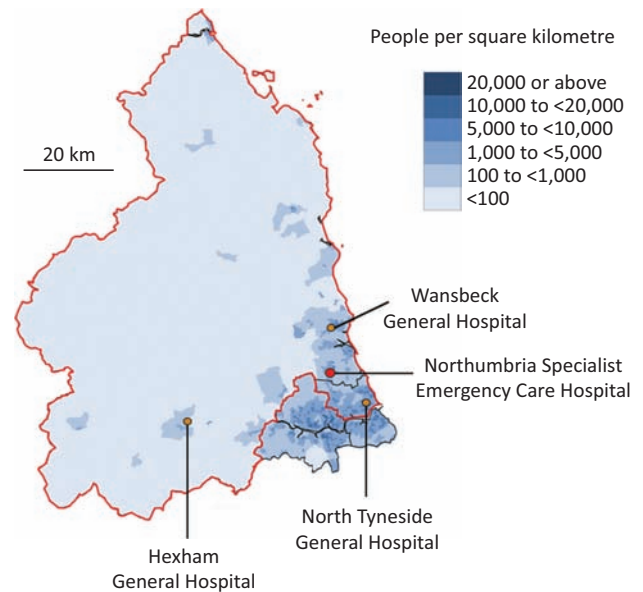 People per square kilometre
20,000 or above
10,000 to <20,000
5,000 to <10,000
1,000 to <5,000
100 to <1,000
<100
20 km
Wansbeck
General Hospital
Northumbria Specialist
Emergency Care Hospital
North Tyneside
General Hospital
Hexham
General Hospital